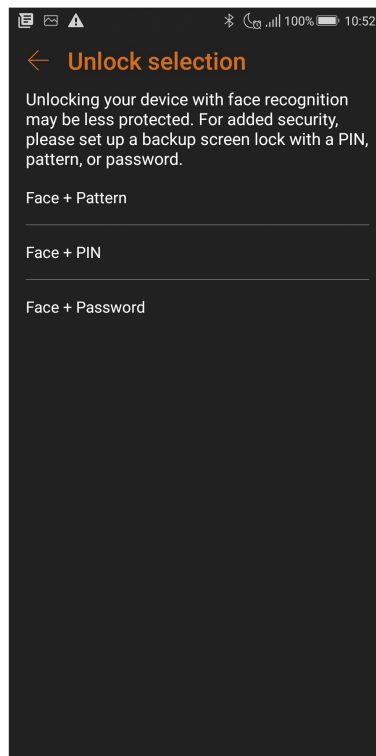 100% 10:52
Unlock selection
Unlocking your device with face recognition
may be less protected. For added security,
please set up a backup screen lock with a PIN,
pattern, or password.
Face + Pattern
Face + PIN
Face + Password